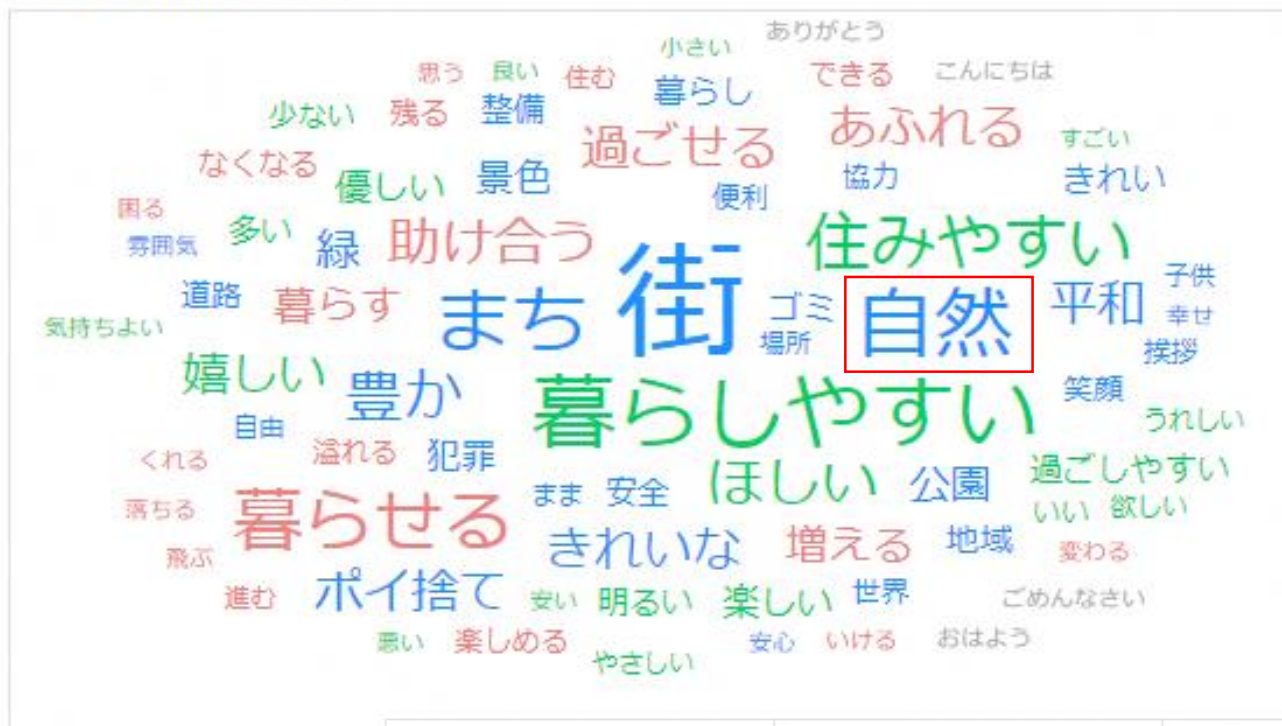 ありがとう
小さい
思う 良い 住む できる こんにちは
少ない 残る 整備 暮らし
過ごせる あふれる すごい
なくなる 優しい 景色 便利 協力 きれい
困る
雰囲気 多い 緑 助け合う 住みやすい
道路 暮らす まち 街 ゴミ 自然 平和 子供
幸せ
気持ちよい 場所 挨拶
嬉しい 豊か 暮らしやすい 笑顔
自由 うれしい
くれる 溢れる 犯罪 ほしい 公園 過ごしやすい
落ちる 暮らせる まま 安全 いい 欲しい
飛ぶ きれいな 増える 地域 変わる
進む ポイ捨て 安い 明るい 楽しい 世界 ごめんなさい
悪い 楽しめる やさしい 安心 いける おはよう